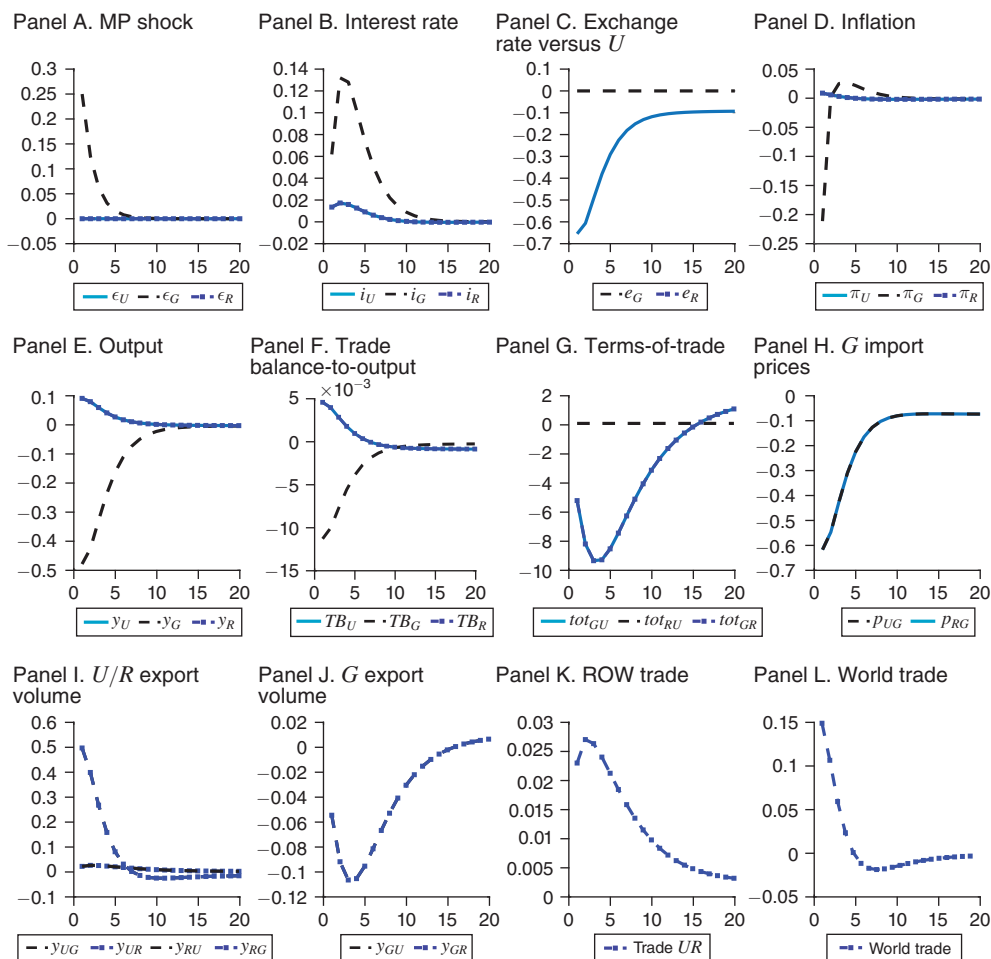 Panel A. MP shock
0.3
0.25
0.2
0.15
0.1
0.05
0
−0.05
0 5 10 15 20
ϵU ϵG ϵR
Panel B. Interest rate
0.14
0.12
0.1
0.08
0.06
0.04
0.02
0
−0.02
0 5 10 15 20
iU iG iR
Panel C. Exchange
rate versus U
0.1
0
−0.1
−0.2
−0.3
−0.4
−0.5
−0.6
−0.7
0 5 10 15 20
eG eR
Panel D. Inflation
0.05
0
−0.05
−0.1
−0.15
−0.2
−0.25
0 5 10 15 20
πU πG πR
Panel E. Output
0.1
0
−0.1
−0.2
−0.3
−0.4
−0.5
0 5 10 15 20
yU yG yR
Panel F. Trade
balance-to-output
×10−3
5
0
−5
−10
−15
0 5 10 15 20
TBU TBG TBR
Panel G. Terms-of-trade
2
0
−2
−4
−6
−8
−10
0 5 10 15 20
totGU totRU totGR
Panel H. G import
prices
0
−0.1
−0.2
−0.3
−0.4
−0.5
−0.6
−0.7
0 5 10 15 20
pUG pRG
Panel I. U/R export
volume
0.6
0.5
0.4
0.3
0.2
0.1
0
−0.1
0 5 10 15 20
yUG yUR yRU yRG
Panel J. G export
volume
0.02
0
−0.02
−0.04
−0.06
−0.08
−0.1
−0.12
0 5 10 15 20
yGU yGR
Panel K. ROW trade
0.03
0.025
0.02
0.015
0.01
0.005
0
0 5 10 15 20
Trade UR
Panel L. World trade
0.15
0.1
0.05
0
−0.05
0 5 10 15 20
World trade